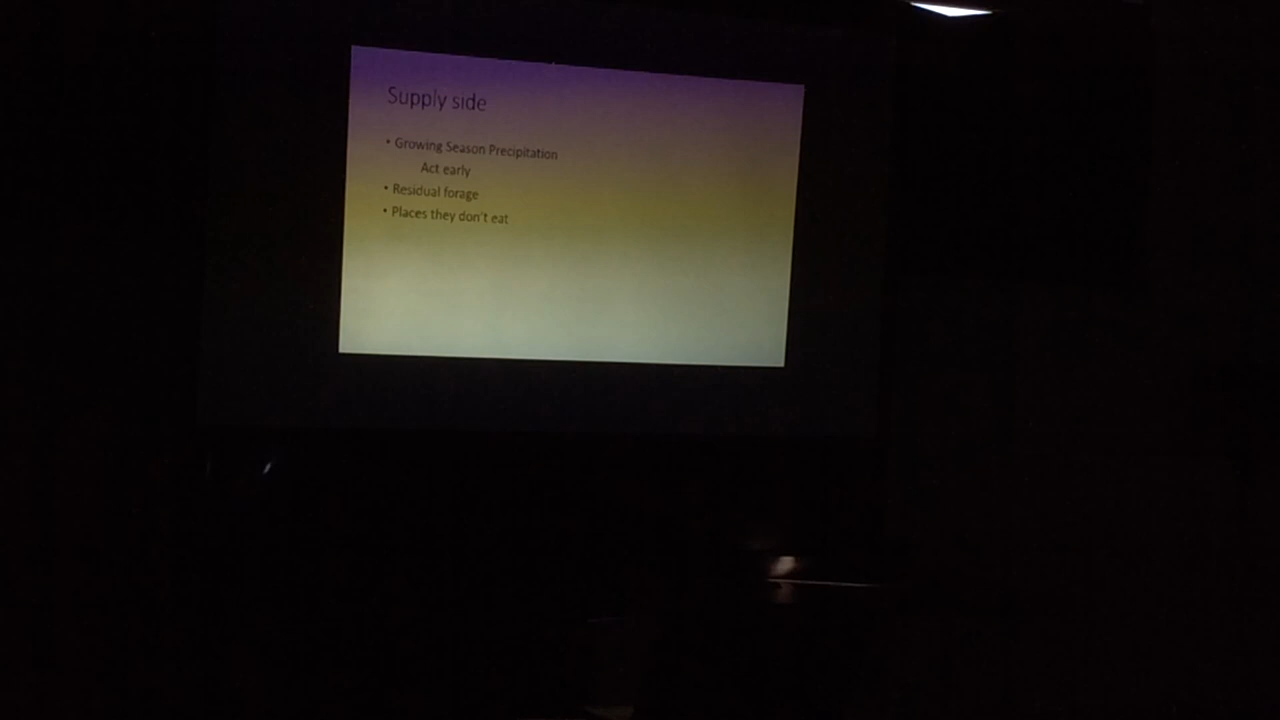 Supply side
• Growing Season Precipitation
Act early
• Residual forage
• Places they don't eat